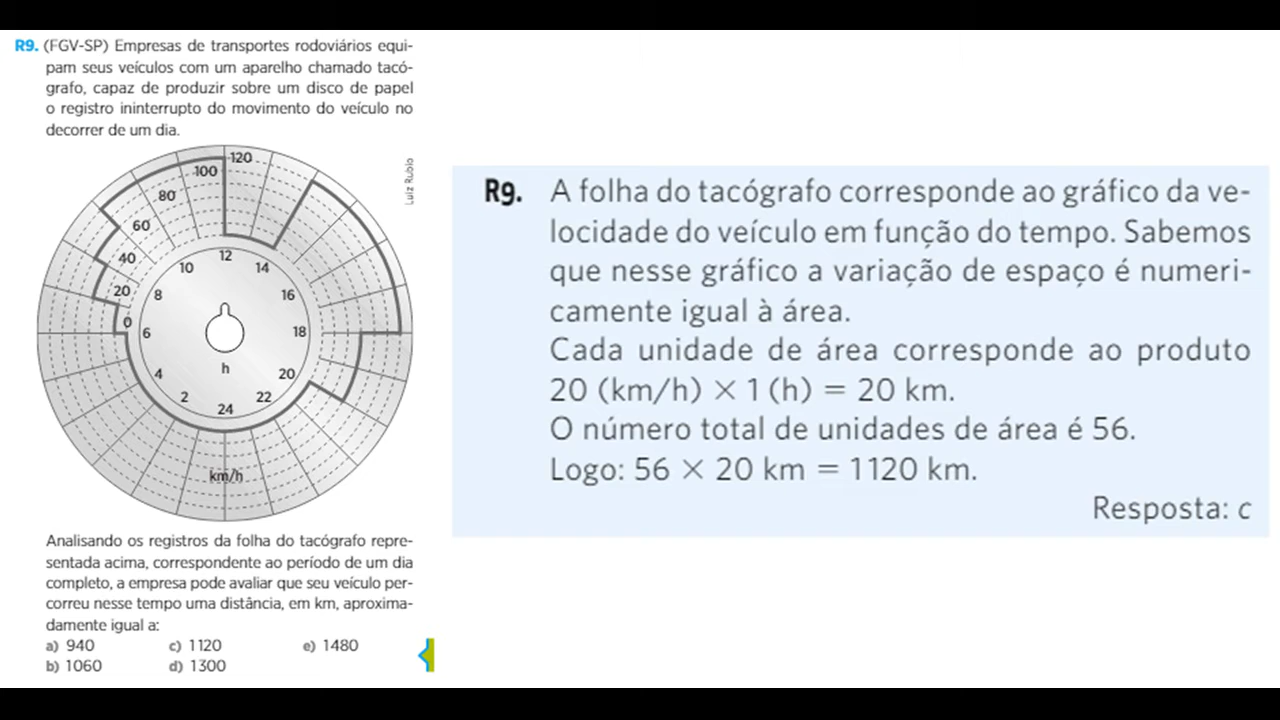 R9. (FGV-SP) Empresas de transportes rodoviários equi-
pam seus veículos com um aparelho chamado tacó-
grafo, capaz de produzir sobre um disco de papel
o registro ininterrupto do movimento do veículo no
decorrer de um dia.
120
100
80
60
40
20
0
12
14
16
18
20
22
24
2
4
6
8
10
h
km/h
Luiz Rubio
Analisando os registros da folha do tacógrafo repre-
sentada acima, correspondente ao período de um dia
completo, a empresa pode avaliar que seu veículo per-
correu nesse tempo uma distância, em km, aproxima-
damente igual a:
a) 940 c) 1120 e) 1480
b) 1060 d) 1300
R9. A folha do tacógrafo corresponde ao gráfico da ve-
locidade do veículo em função do tempo. Sabemos
que nesse gráfico a variação de espaço é numeri-
camente igual à área.
Cada unidade de área corresponde ao produto
20 (km/h) × 1 (h) = 20 km.
O número total de unidades de área é 56.
Logo: 56 × 20 km = 1120 km.
Resposta: c